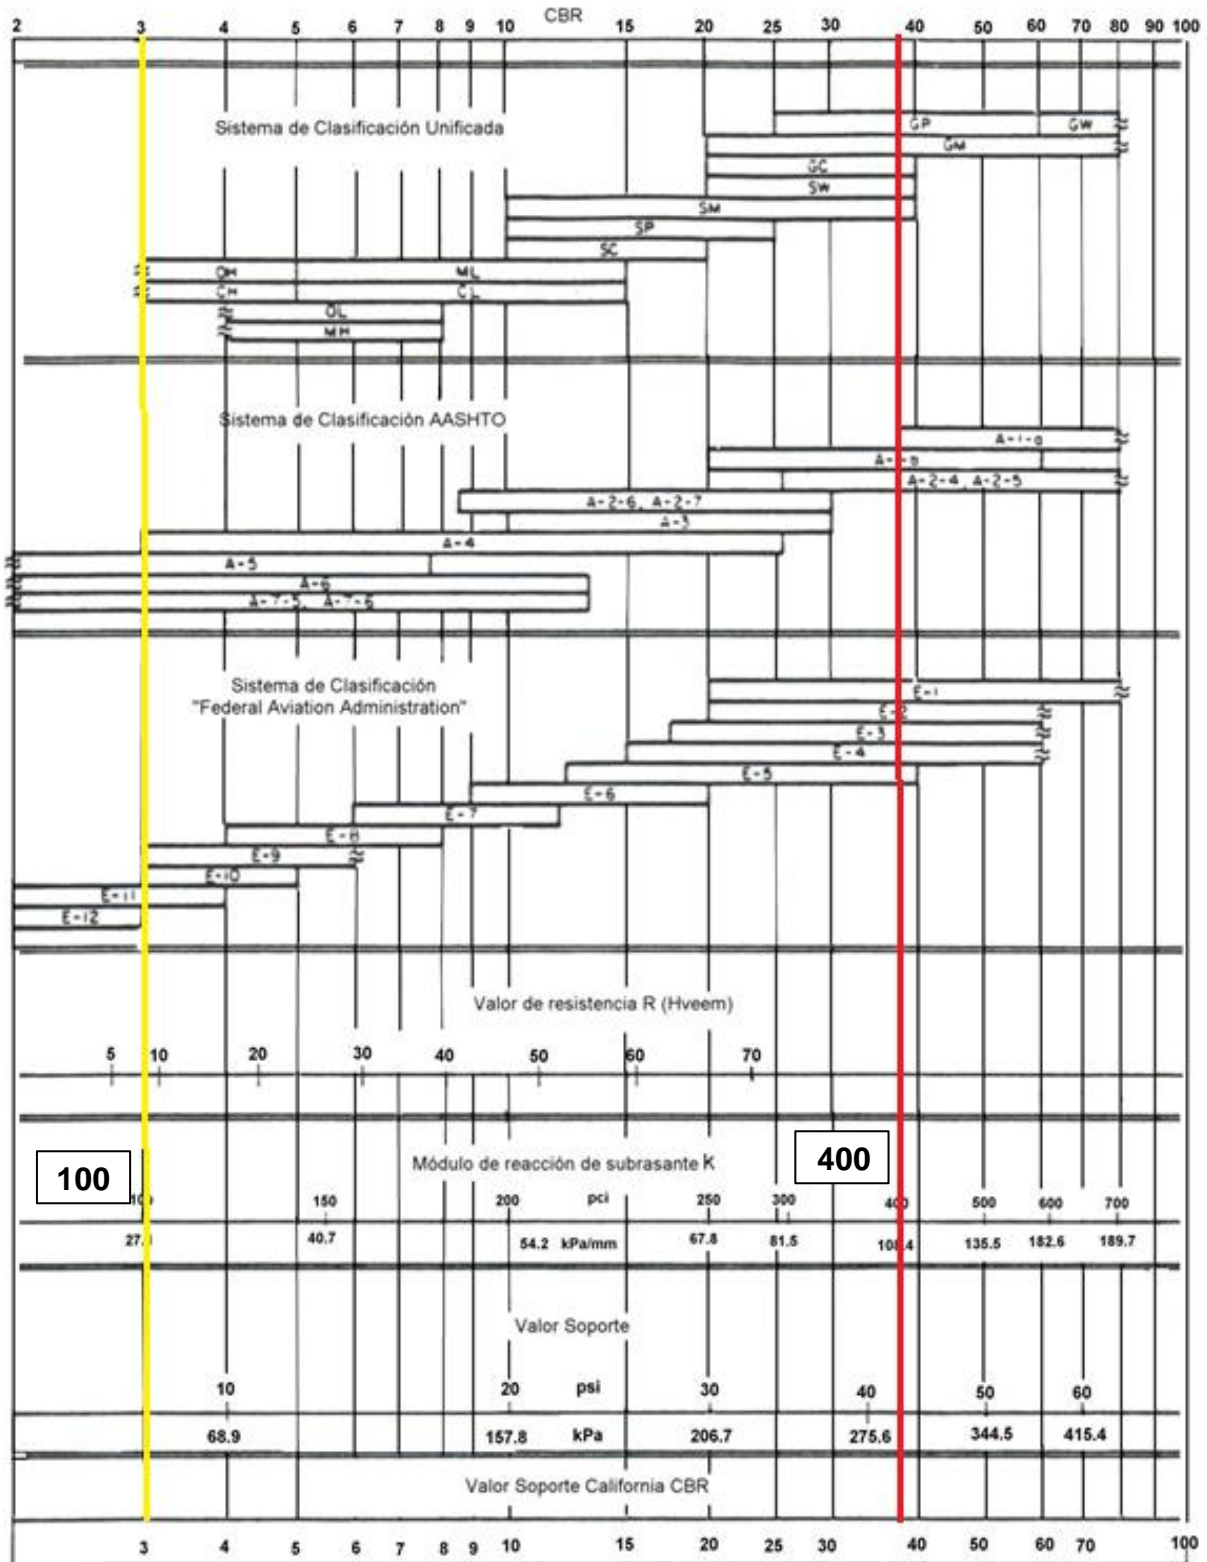 CBR
2 3 4 5 6 7 8 9 10 15 20 25 30 40 50 60 70 80 90 100
Sistema de Clasificación Unificada
GP GW
GM
GC
SW
SM
SP
SC
OH ML
CH CL
OL
MH
Sistema de Clasificación AASHTO
A-1-a
A-1-b
A-2-4, A-2-5
A-2-6, A-2-7
A-3
A-4
A-5
A-6
A-7-5, A-7-6
Sistema de Clasificación
"Federal Aviation Administration"
E-1
E-2
E-3
E-4
E-5
E-6
E-7
E-8
E-9
E-10
E-11
E-12
Valor de resistencia R (Hveem)
5 10 20 30 40 50 60 70
100 Módulo de reacción de subrasante K 400
100 150 200 pci 250 300 400 500 600 700
40.7 54.2 kPa/mm 67.8 81.5 108.4 135.5 182.6 189.7
Valor Soporte
10 20 psi 30 40 50 60
68.9 157.8 kPa 206.7 275.6 344.5 415.4
Valor Soporte California CBR
3 4 5 6 7 8 9 10 15 20 25 30 40 50 60 70 100